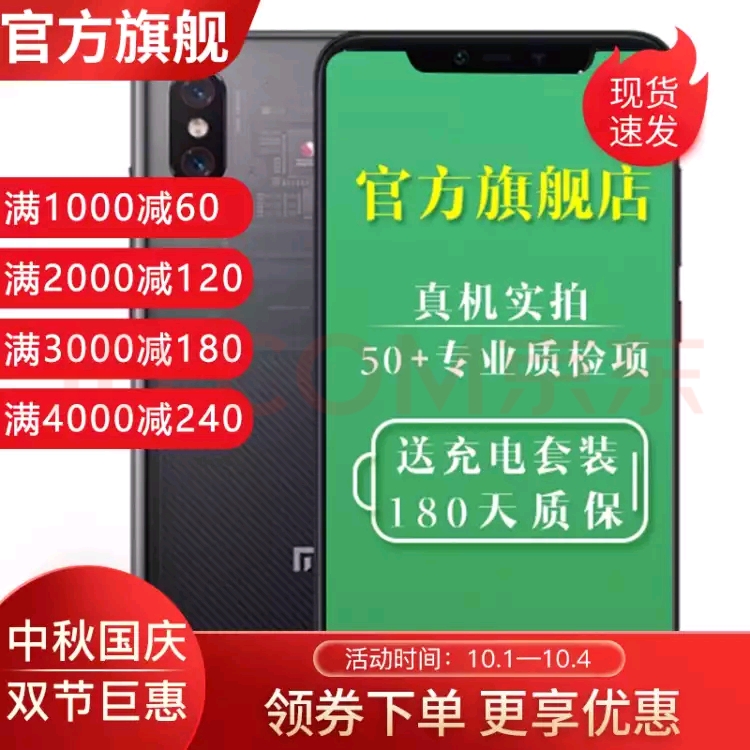 官方旗舰
现货
速发
官方旗舰店
满1000减60
满2000减120
满3000减180
满4000减240
真机实拍
50+专业质检项
送充电套装
180天质保
中秋国庆
双节巨惠
活动时间：10.1—10.4
领券下单 更享优惠